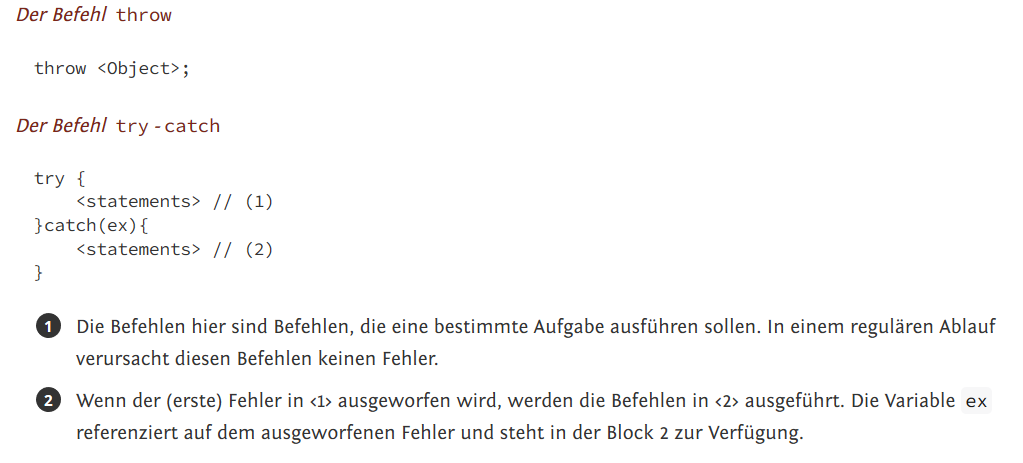 Der Befehl throw
throw <Object>;
Der Befehl try-catch
try {
    <statements> // (1)
}catch(ex){
    <statements> // (2)
}
1 Die Befehlen hier sind Befehlen, die eine bestimmte Aufgabe ausführen sollen. In einem regulären Ablauf
verursacht diesen Befehlen keinen Fehler.
2 Wenn der (erste) Fehler in <1> ausgeworfen wird, werden die Befehlen in <2> ausgeführt. Die Variable ex
referenziert auf dem ausgeworfenen Fehler und steht in der Block 2 zur Verfügung.